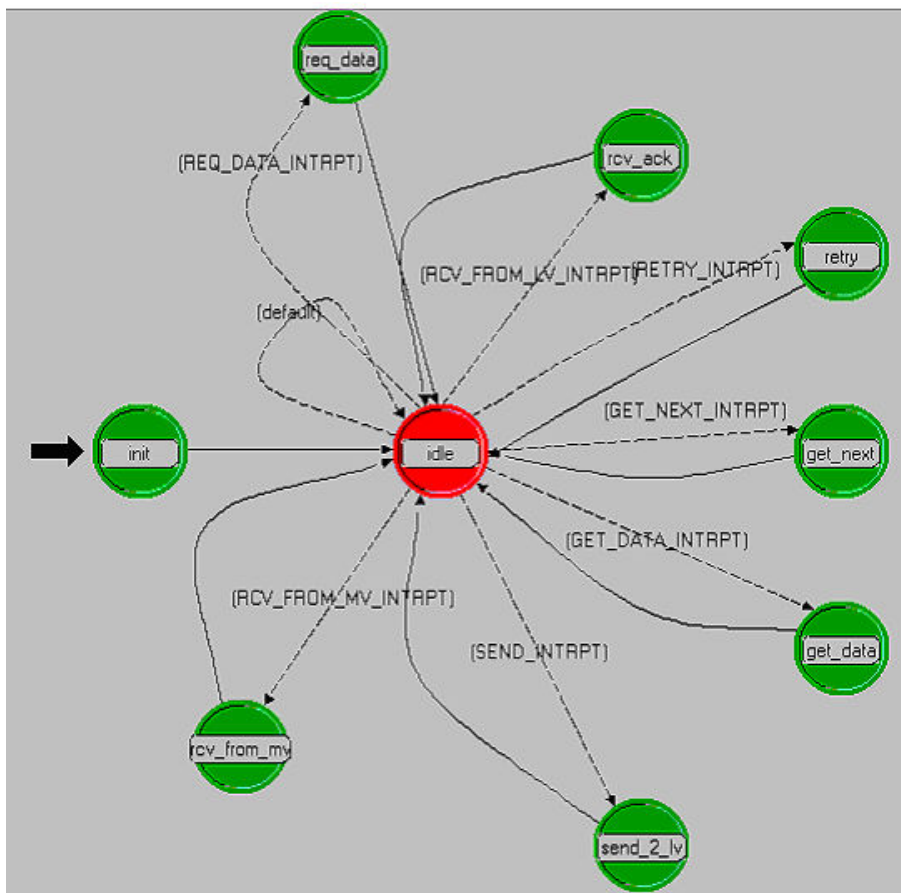 req_data
rcv_ack
(REQ_DATA_INTRPT)
retry
(RCV_FROM_LV_INTRPT)
(RETRY_INTRPT)
(default)
(GET_NEXT_INTRPT)
init
idle
get_next
(GET_DATA_INTRPT)
(RCV_FROM_MV_INTRPT)
(SEND_INTRPT)
get_data
rcv_from_mv
send_2_lv